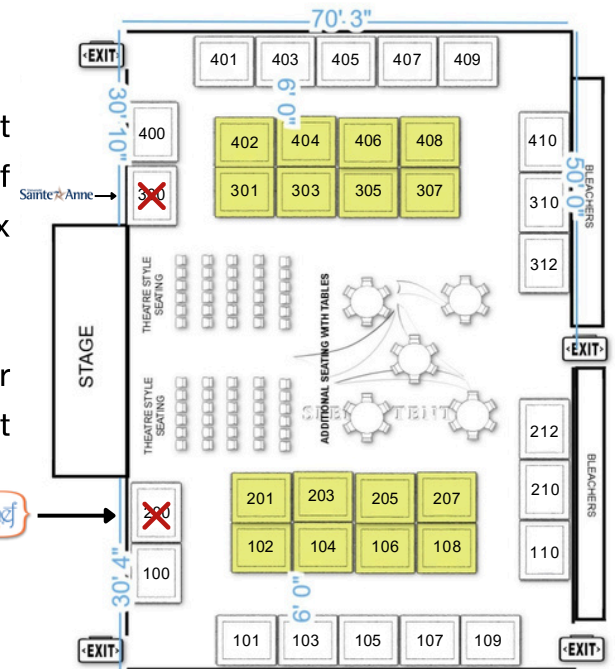 70' 3"
EXIT
401 403 405 407 409
30' 10"
6' 0"
t
400
402 404 406 408
410
f
Sainte Anne
301 303 305 307
310
50' 0"
BLEACHERS
x
312
STAGE
THEATRE STYLE
SEATING
ADDITIONAL SEATING WITH TABLES
EXIT
r
THEATRE STYLE
SEATING
t
TENT
212
201 203 205 207
210
BLEACHERS
ef
102 104 106 108
110
100
30' 4"
6' 0"
101 103 105 107 109
EXIT
EXIT